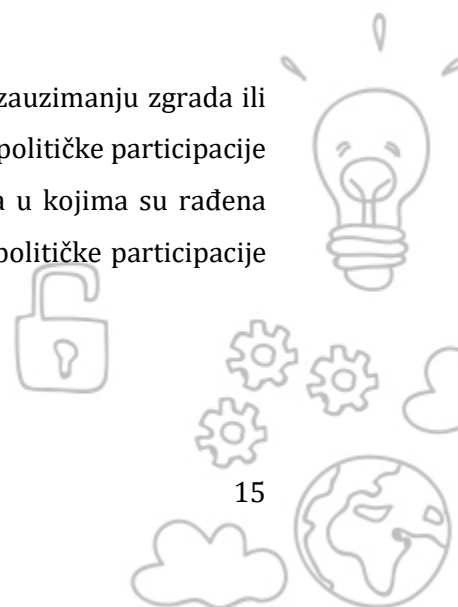 zauzimanju zgrada ili
političke participacije
a u kojima su rađena
političke participacije
15